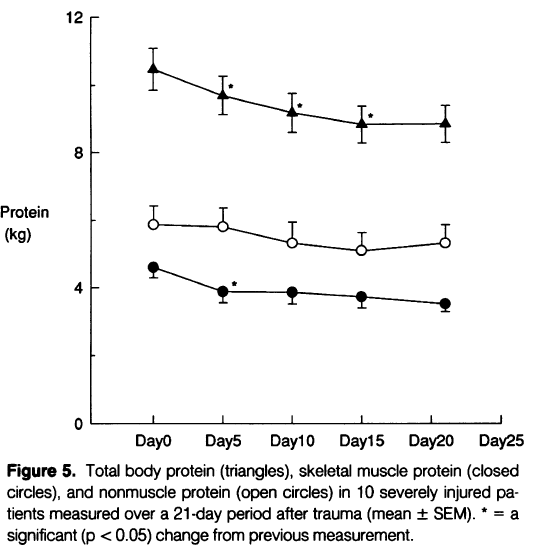 12
8
Protein
(kg)
4
0
*
*
*
*
Day0 Day5 Day10 Day15 Day20 Day25
Figure 5. Total body protein (triangles), skeletal muscle protein (closed
circles), and nonmuscle protein (open circles) in 10 severely injured pa-
tients measured over a 21-day period after trauma (mean ± SEM). * = a
significant (p < 0.05) change from previous measurement.